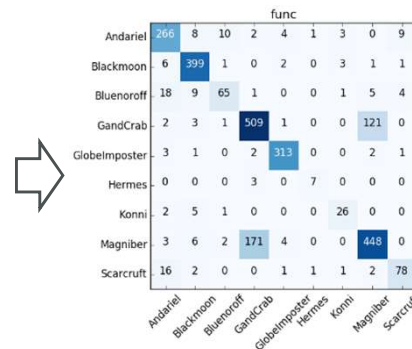 func
Andariel 266 8 10 2 4 1 3 0 9
Blackmoon 6 399 1 0 2 0 3 1 1
Bluenoroff 18 9 65 1 0 0 1 5 4
GandCrab 2 3 1 509 1 0 0 121 0
GlobeImposter 3 1 0 2 313 0 0 2 1
Hermes 0 0 0 3 0 7 0 0 0
Konni 2 5 1 0 0 0 26 0 0
Magniber 3 6 2 171 4 0 0 448 0
Scarcruft 16 2 0 0 1 1 1 2 78
Andariel Blackmoon Bluenoroff GandCrab GlobeImposter Hermes Konni Magniber Scarcruft